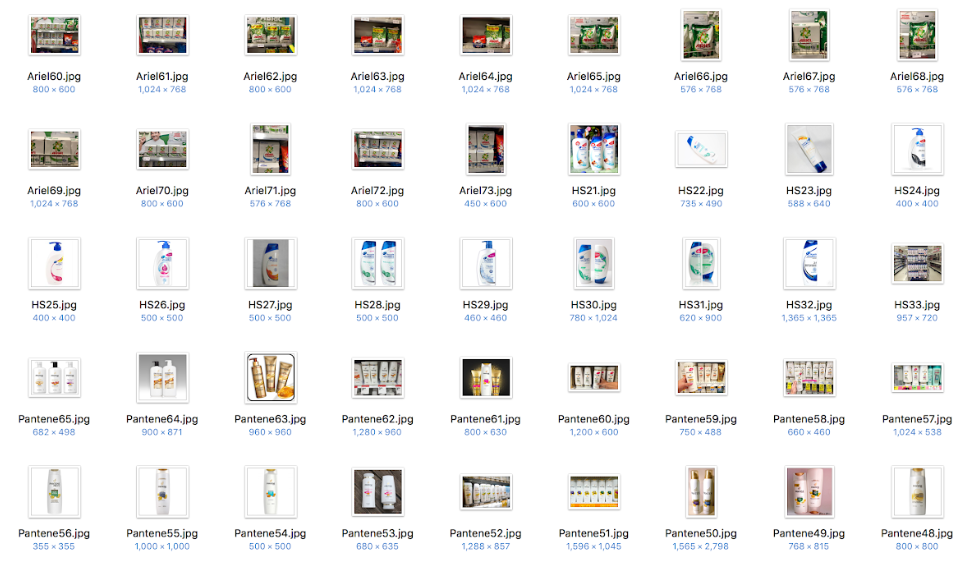 Ariel60.jpg Ariel61.jpg Ariel62.jpg Ariel63.jpg Ariel64.jpg Ariel65.jpg Ariel66.jpg Ariel67.jpg Ariel68.jpg
800 × 600 1,024 × 768 800 × 600 1,024 × 768 1,024 × 768 1,024 × 768 576 × 768 576 × 768 576 × 768
Ariel69.jpg Ariel70.jpg Ariel71.jpg Ariel72.jpg Ariel73.jpg HS21.jpg HS22.jpg HS23.jpg HS24.jpg
1,024 × 768 800 × 600 576 × 768 800 × 600 450 × 600 600 × 600 735 × 490 588 × 640 400 × 400
HS25.jpg HS26.jpg HS27.jpg HS28.jpg HS29.jpg HS30.jpg HS31.jpg HS32.jpg HS33.jpg
400 × 400 500 × 500 500 × 500 500 × 500 460 × 460 780 × 1,024 620 × 900 1,365 × 1,365 957 × 720
Pantene65.jpg Pantene64.jpg Pantene63.jpg Pantene62.jpg Pantene61.jpg Pantene60.jpg Pantene59.jpg Pantene58.jpg Pantene57.jpg
682 × 498 900 × 871 960 × 960 1,280 × 960 800 × 630 1,200 × 600 750 × 488 660 × 460 1,024 × 538
Pantene56.jpg Pantene55.jpg Pantene54.jpg Pantene53.jpg Pantene52.jpg Pantene51.jpg Pantene50.jpg Pantene49.jpg Pantene48.jpg
355 × 355 1,000 × 1,000 500 × 500 680 × 635 1,288 × 857 1,596 × 1,045 1,565 × 2,798 768 × 815 800 × 800